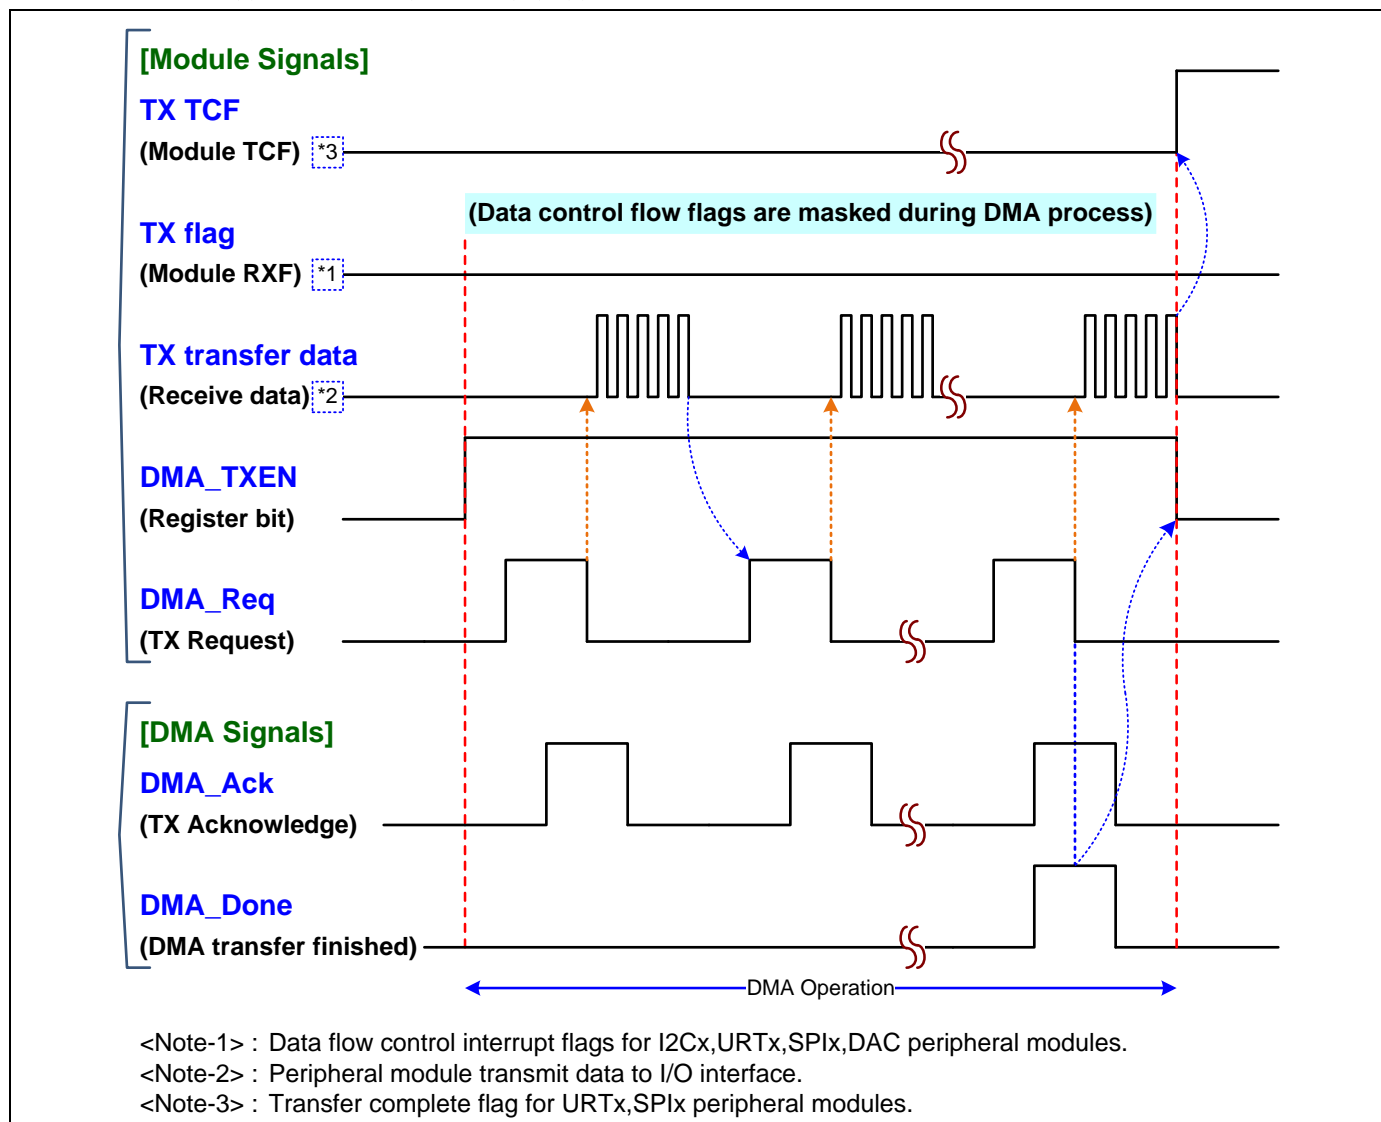 [Module Signals]
TX TCF
(Module TCF) *3
(Data control flow flags are masked during DMA process)
TX flag
(Module RXF) *1
TX transfer data
(Receive data) *2
DMA_TXEN
(Register bit)
DMA_Req
(TX Request)
[DMA Signals]
DMA_Ack
(TX Acknowledge)
DMA_Done
(DMA transfer finished)
DMA Operation
<Note-1> : Data flow control interrupt flags for I2Cx,URTx,SPIx,DAC peripheral modules.
<Note-2> : Peripheral module transmit data to I/O interface.
<Note-3> : Transfer complete flag for URTx,SPIx peripheral modules.